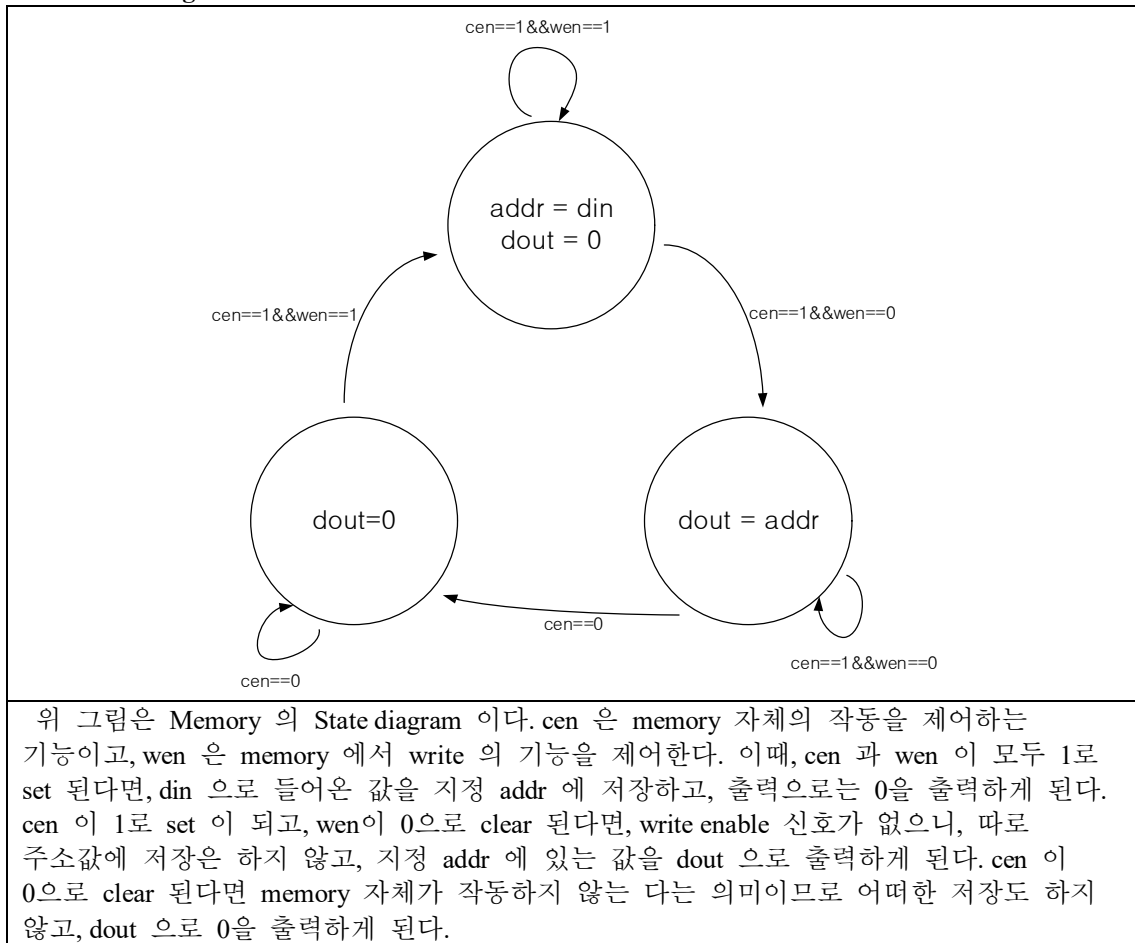 cen==1&&wen==1
addr = din
dout = 0
cen==1&&wen==1
cen==1&&wen==0
dout=0
dout = addr
cen==0
cen==1&&wen==0
cen==0
위 그림은 Memory 의 State diagram 이다. cen 은 memory 자체의 작동을 제어하는
기능이고, wen 은 memory 에서 write 의 기능을 제어한다. 이때, cen 과 wen 이 모두 1로
set 된다면, din 으로 들어온 값을 지정 addr 에 저장하고, 출력으로는 0을 출력하게 된다.
cen 이 1로 set 이 되고, wen이 0으로 clear 된다면, write enable 신호가 없으니, 따로
주소값에 저장은 하지 않고, 지정 addr 에 있는 값을 dout 으로 출력하게 된다. cen 이
0으로 clear 된다면 memory 자체가 작동하지 않는 다는 의미이므로 어떠한 저장도 하지
않고, dout 으로 0을 출력하게 된다.